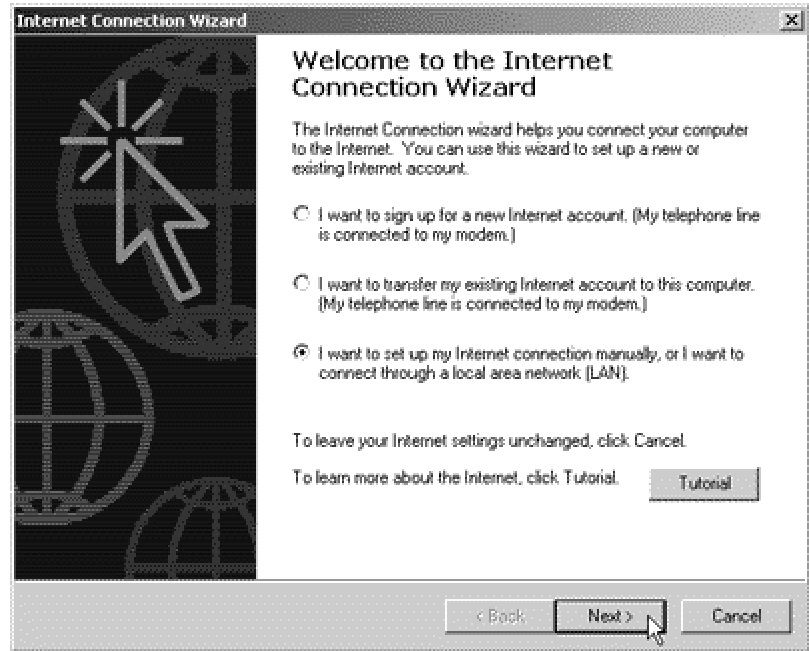 Internet Connection Wizard
Welcome to the Internet
Connection Wizard
The Internet Connection wizard helps you connect your computer
to the Internet. You can use this wizard to set up a new or
existing Internet account.
I want to sign up for a new Internet account. (My telephone line
is connected to my modem.)
I want to transfer my existing Internet account to this computer.
(My telephone line is connected to my modem.)
I want to set up my Internet connection manually, or I want to
connect through a local area network (LAN).
To leave your Internet settings unchanged, click Cancel.
To learn more about the Internet, click Tutorial.
Tutorial
< Back
Next >
Cancel